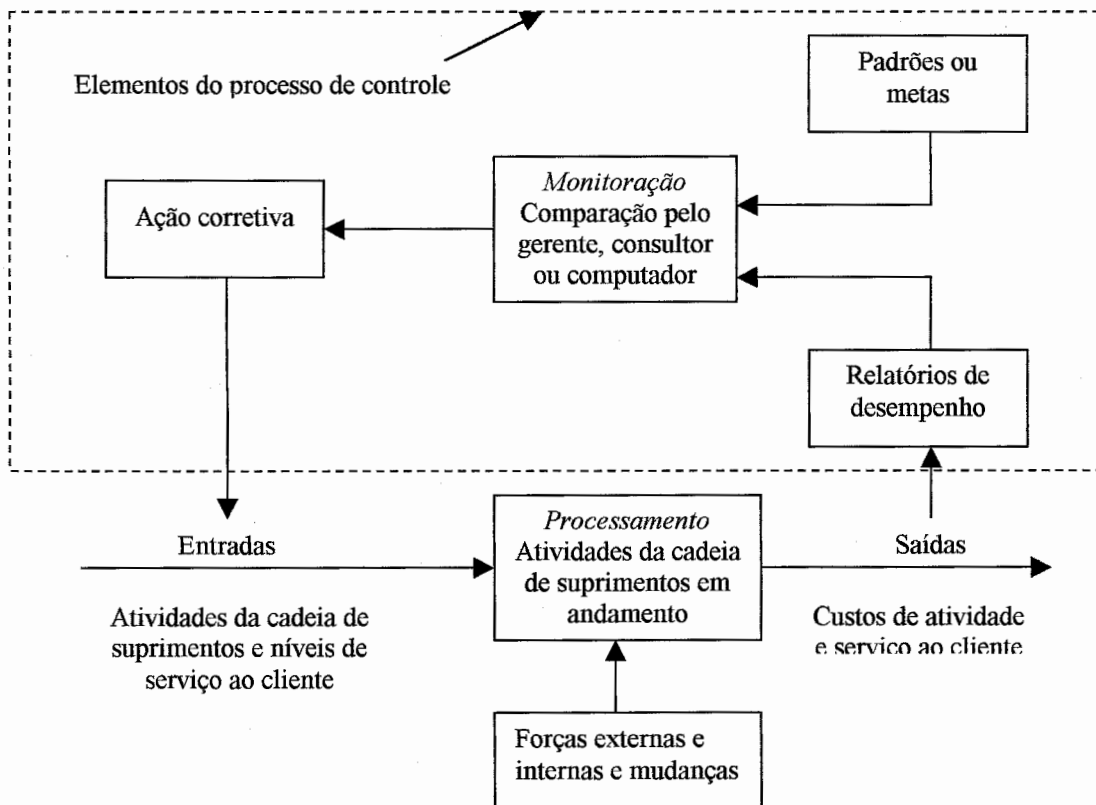 Elementos do processo de controle
Padrões ou
metas
Monitoração
Comparação pelo
gerente, consultor
ou computador
Ação corretiva
Relatórios de
desempenho
Entradas
Atividades da cadeia de
suprimentos e níveis de
serviço ao cliente
Processamento
Atividades da cadeia
de suprimentos em
andamento
Saídas
Custos de atividade
e serviço ao cliente
Forças externas e
internas e mudanças